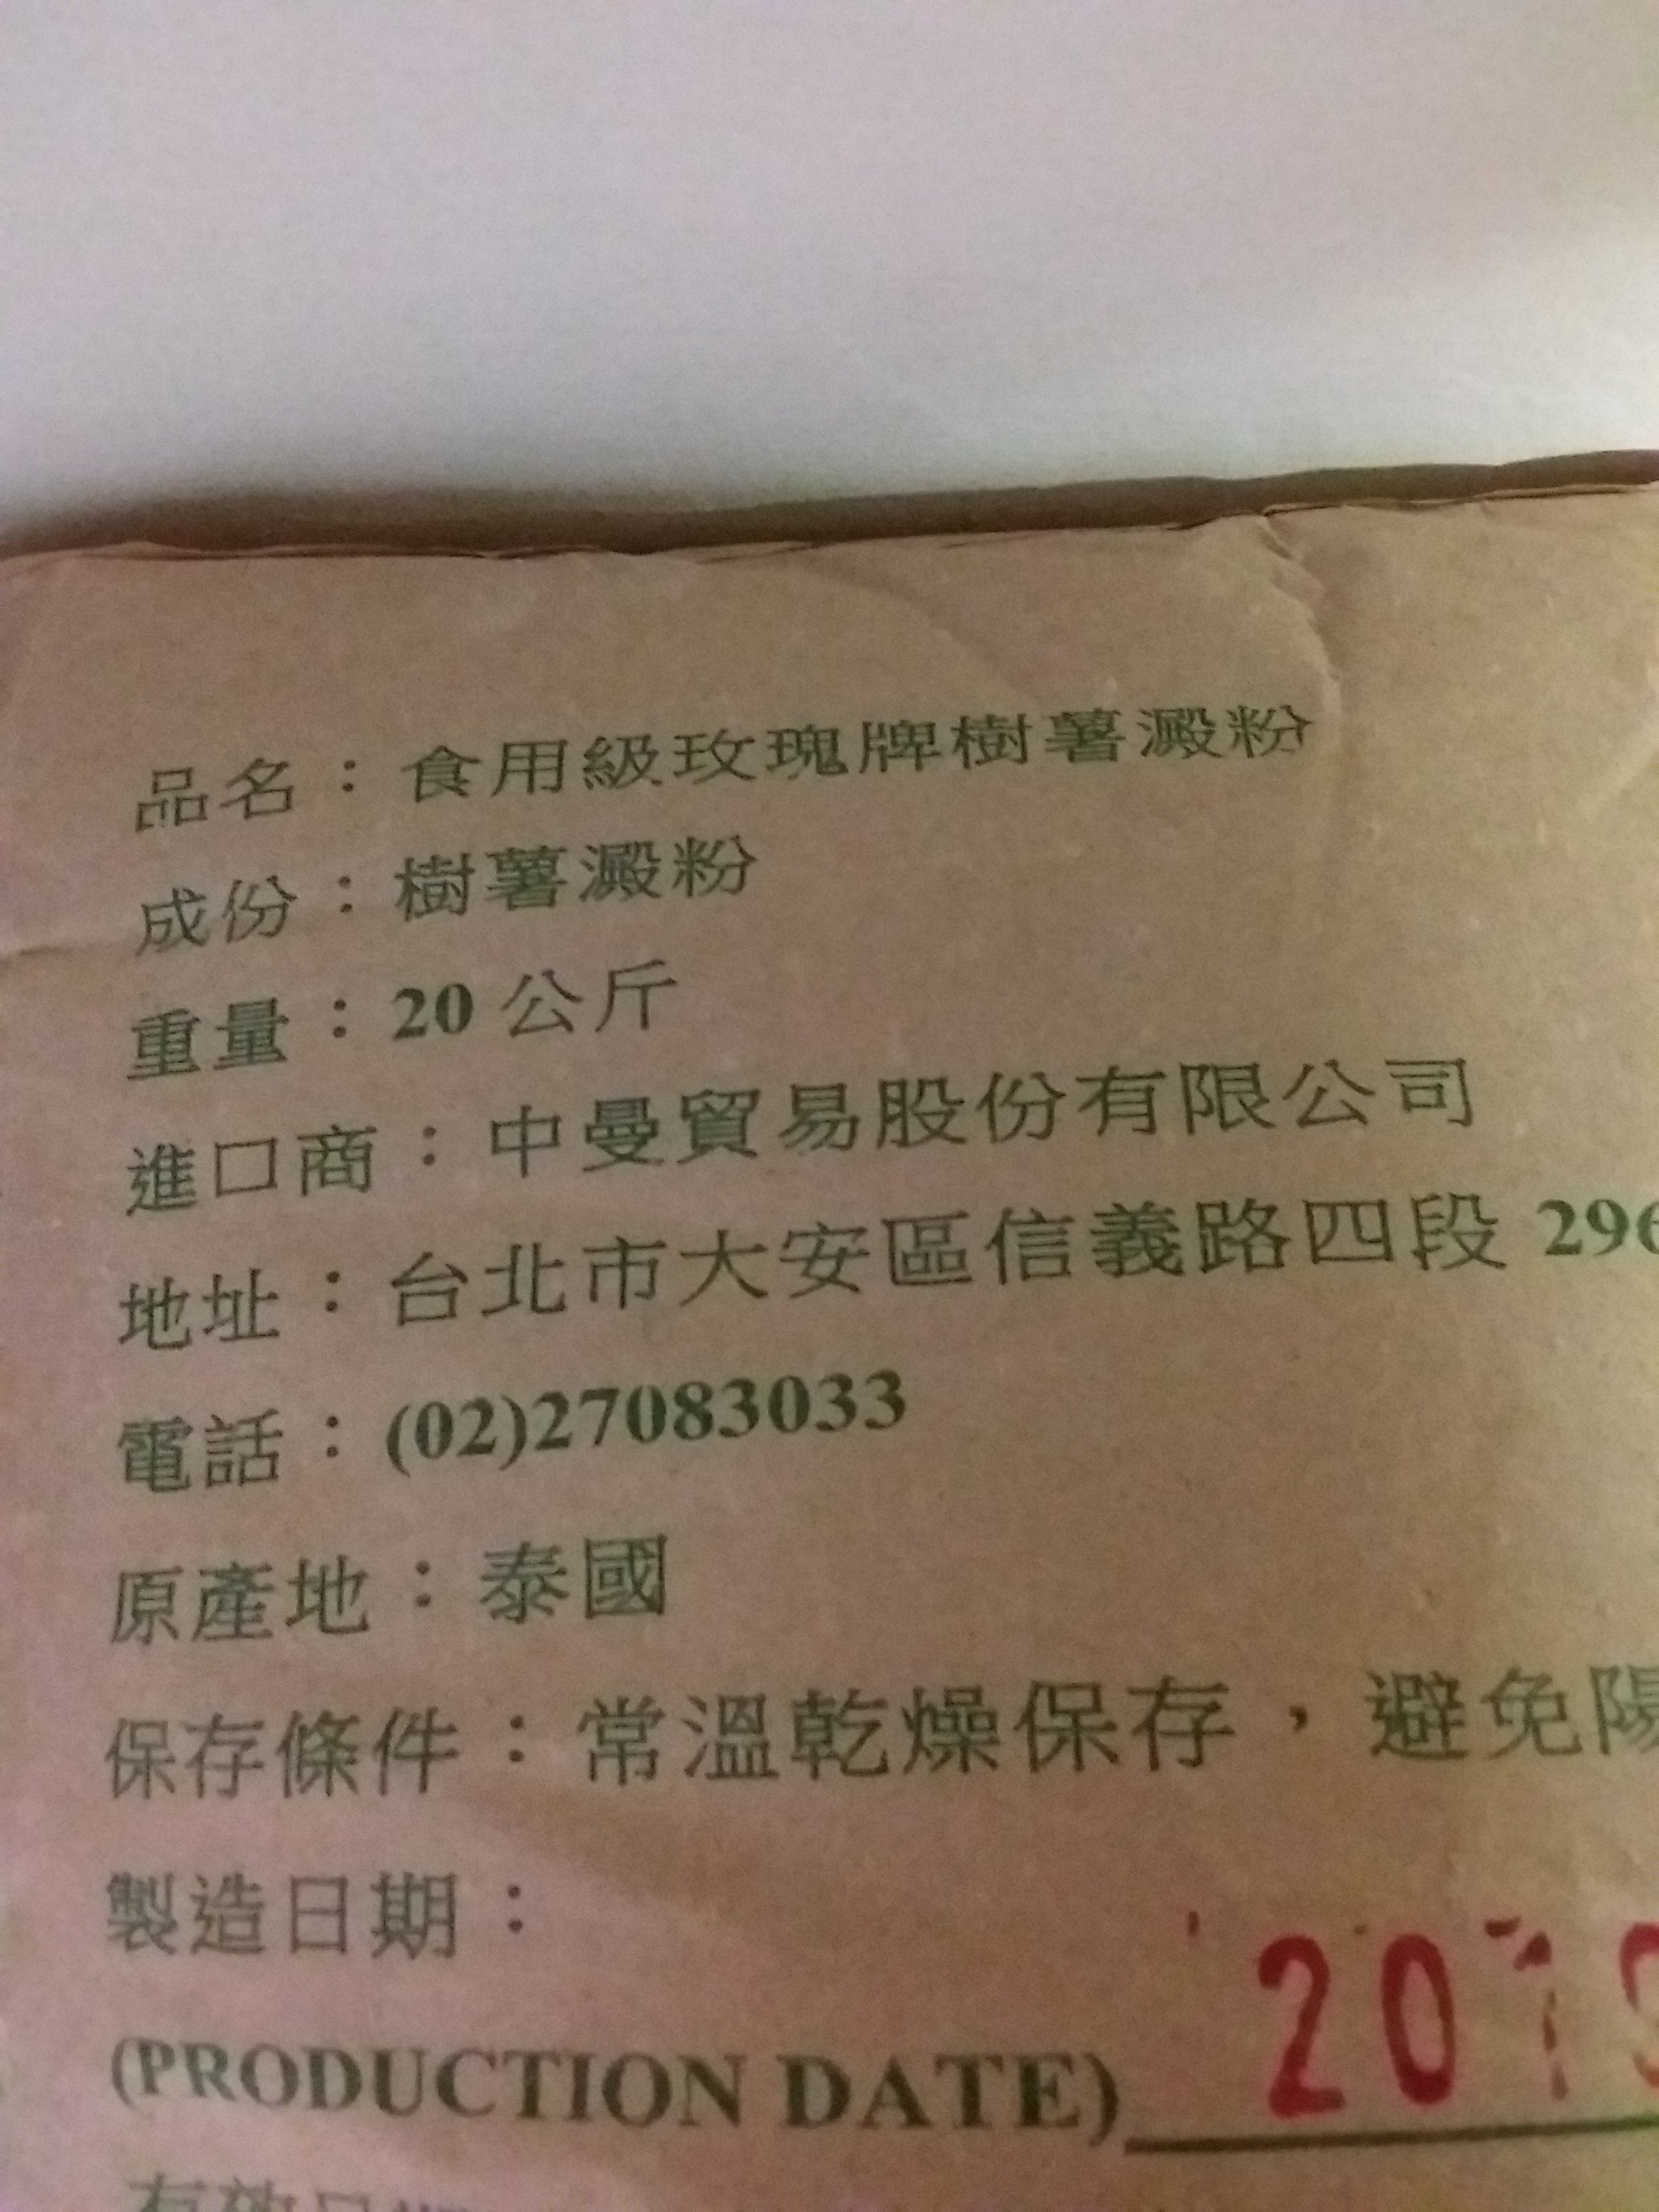 品名：食用級玫瑰牌樹薯澱粉
成份：樹薯澱粉
重量：20 公斤
進口商：中曼貿易股份有限公司
地址：台北市大安區信義路四段 296
電話：(02)27083033
原產地：泰國
保存條件：常溫乾燥保存，避免陽
製造日期：
(PRODUCTION DATE) 2019